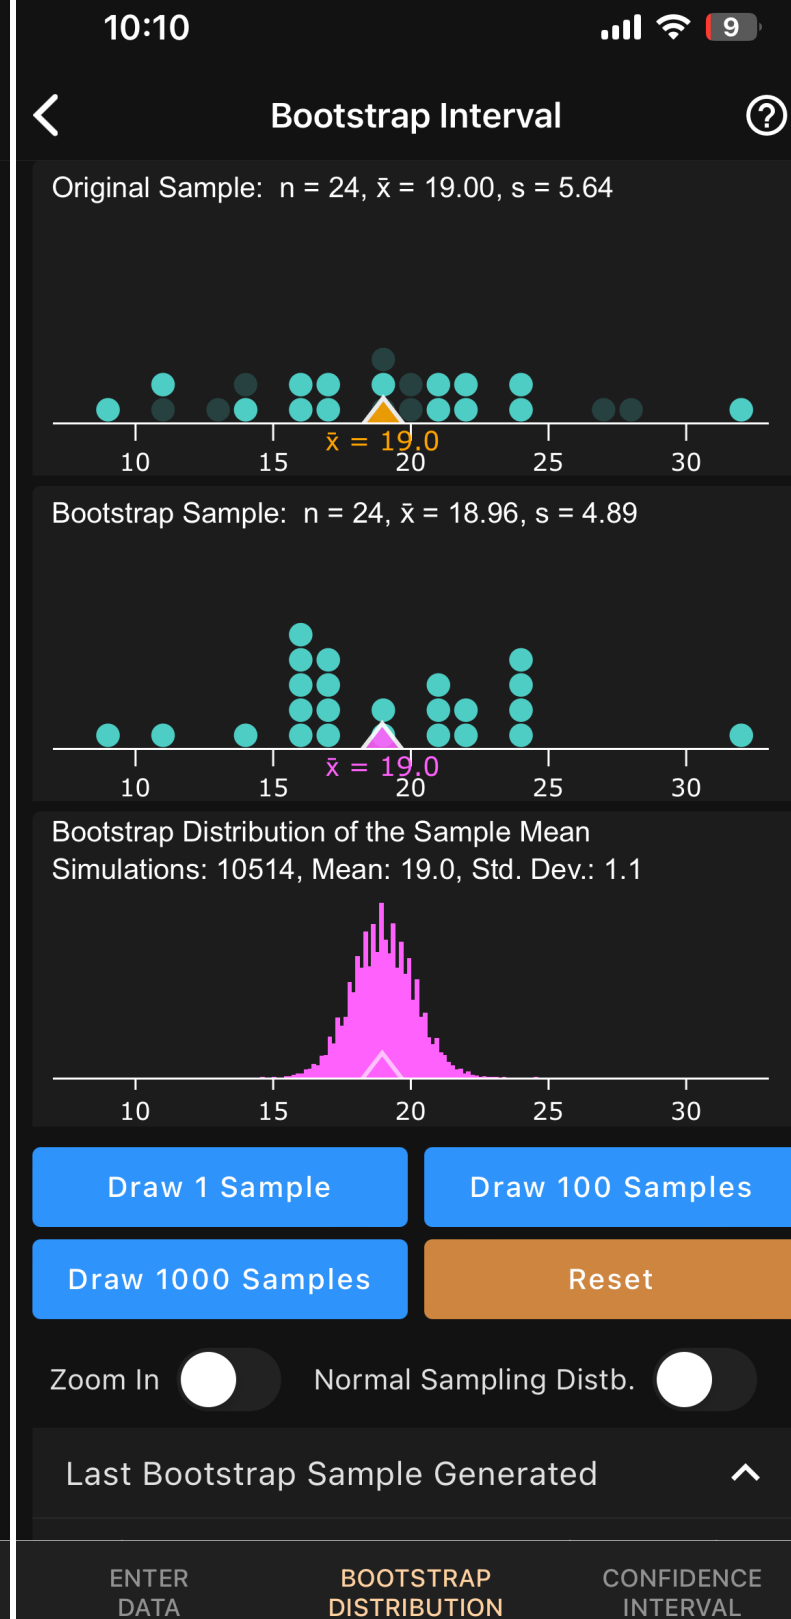 10:10
9
Bootstrap Interval
?
Original Sample: n = 24, x̄ = 19.00, s = 5.64
x̄ = 19.0
10 15 20 25 30
Bootstrap Sample: n = 24, x̄ = 18.96, s = 4.89
x̄ = 19.0
10 15 20 25 30
Bootstrap Distribution of the Sample Mean
Simulations: 10514, Mean: 19.0, Std. Dev.: 1.1
10 15 20 25 30
Draw 1 Sample Draw 100 Samples
Draw 1000 Samples Reset
Zoom In Normal Sampling Distb.
Last Bootstrap Sample Generated
ENTER BOOTSTRAP CONFIDENCE
DATA DISTRIBUTION INTERVAL